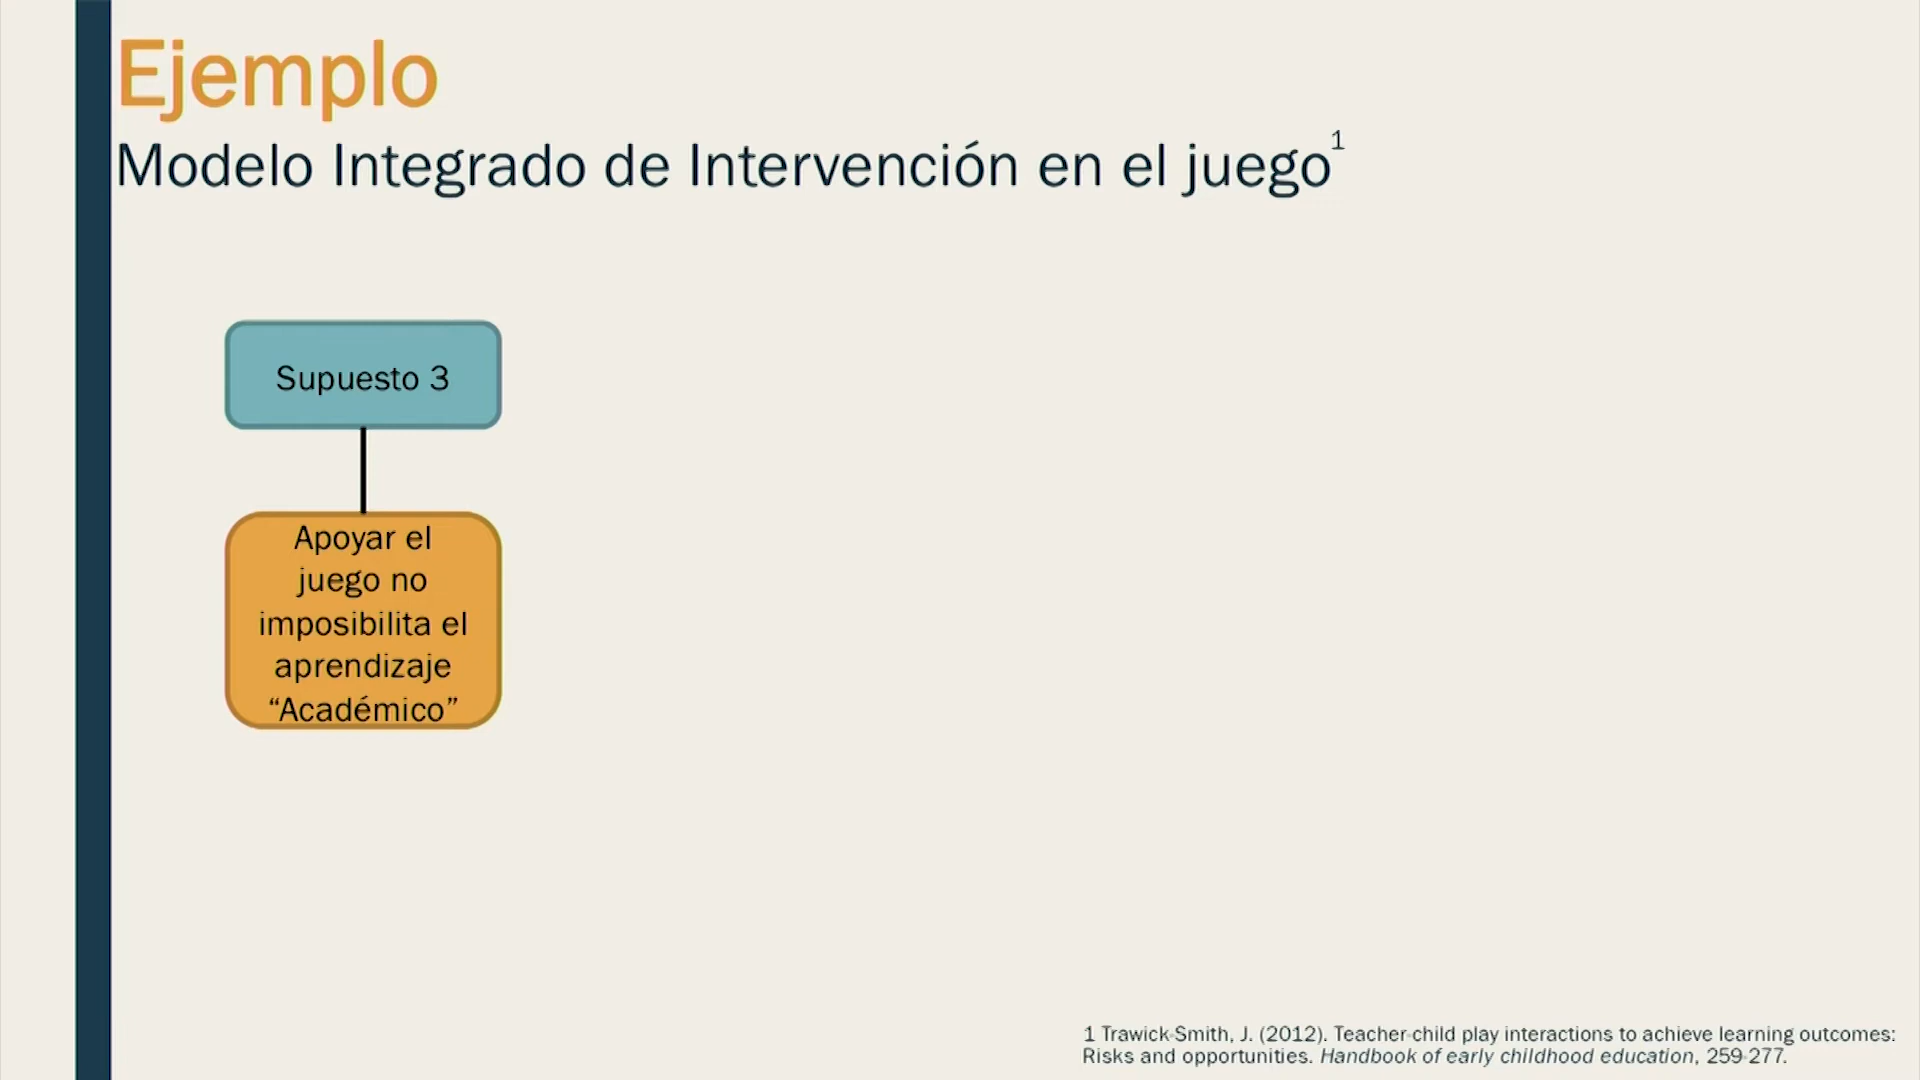 Ejemplo
Modelo Integrado de Intervención en el juego1
Supuesto 3
Apoyar el
juego no
imposibilita el
aprendizaje
“Académico”
1 Trawick-Smith, J. (2012). Teacher-child play interactions to achieve learning outcomes:
Risks and opportunities. Handbook of early childhood education, 259-277.